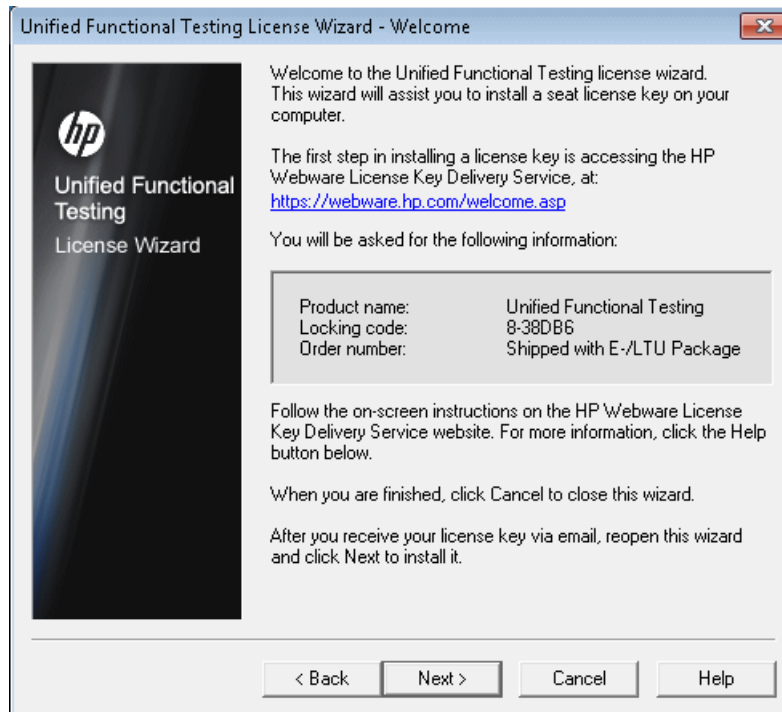 Unified Functional Testing License Wizard - Welcome
hp
Unified Functional
Testing
License Wizard
Welcome to the Unified Functional Testing license wizard.
This wizard will assist you to install a seat license key on your
computer.
The first step in installing a license key is accessing the HP
Webware License Key Delivery Service, at:
https://webware.hp.com/welcome.asp
You will be asked for the following information:
Product name: Unified Functional Testing
Locking code: 8-38DB6
Order number: Shipped with E-/LTU Package
Follow the on-screen instructions on the HP Webware License
Key Delivery Service website. For more information, click the Help
button below.
When you are finished, click Cancel to close this wizard.
After you receive your license key via email, reopen this wizard
and click Next to install it.
< Back Next > Cancel Help